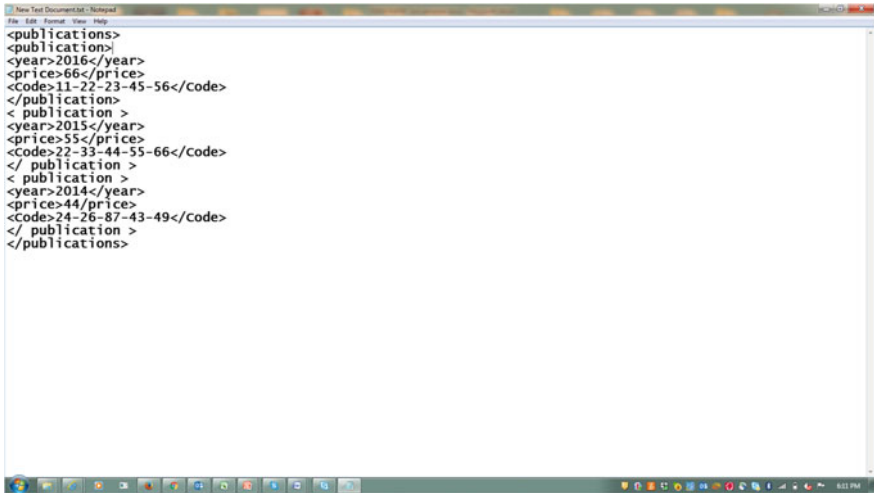 New Text Document.txt - Notepad
File Edit Format View Help
<publications>
<publication>
<year>2016</year>
<price>66</price>
<Code>11-22-23-45-56</Code>
</publication>
< publication >
<year>2015</year>
<price>55</price>
<Code>22-33-44-55-66</Code>
</ publication >
< publication >
<year>2014</year>
<price>44/price>
<Code>24-26-87-43-49</Code>
</ publication >
</publications>
6:11 PM